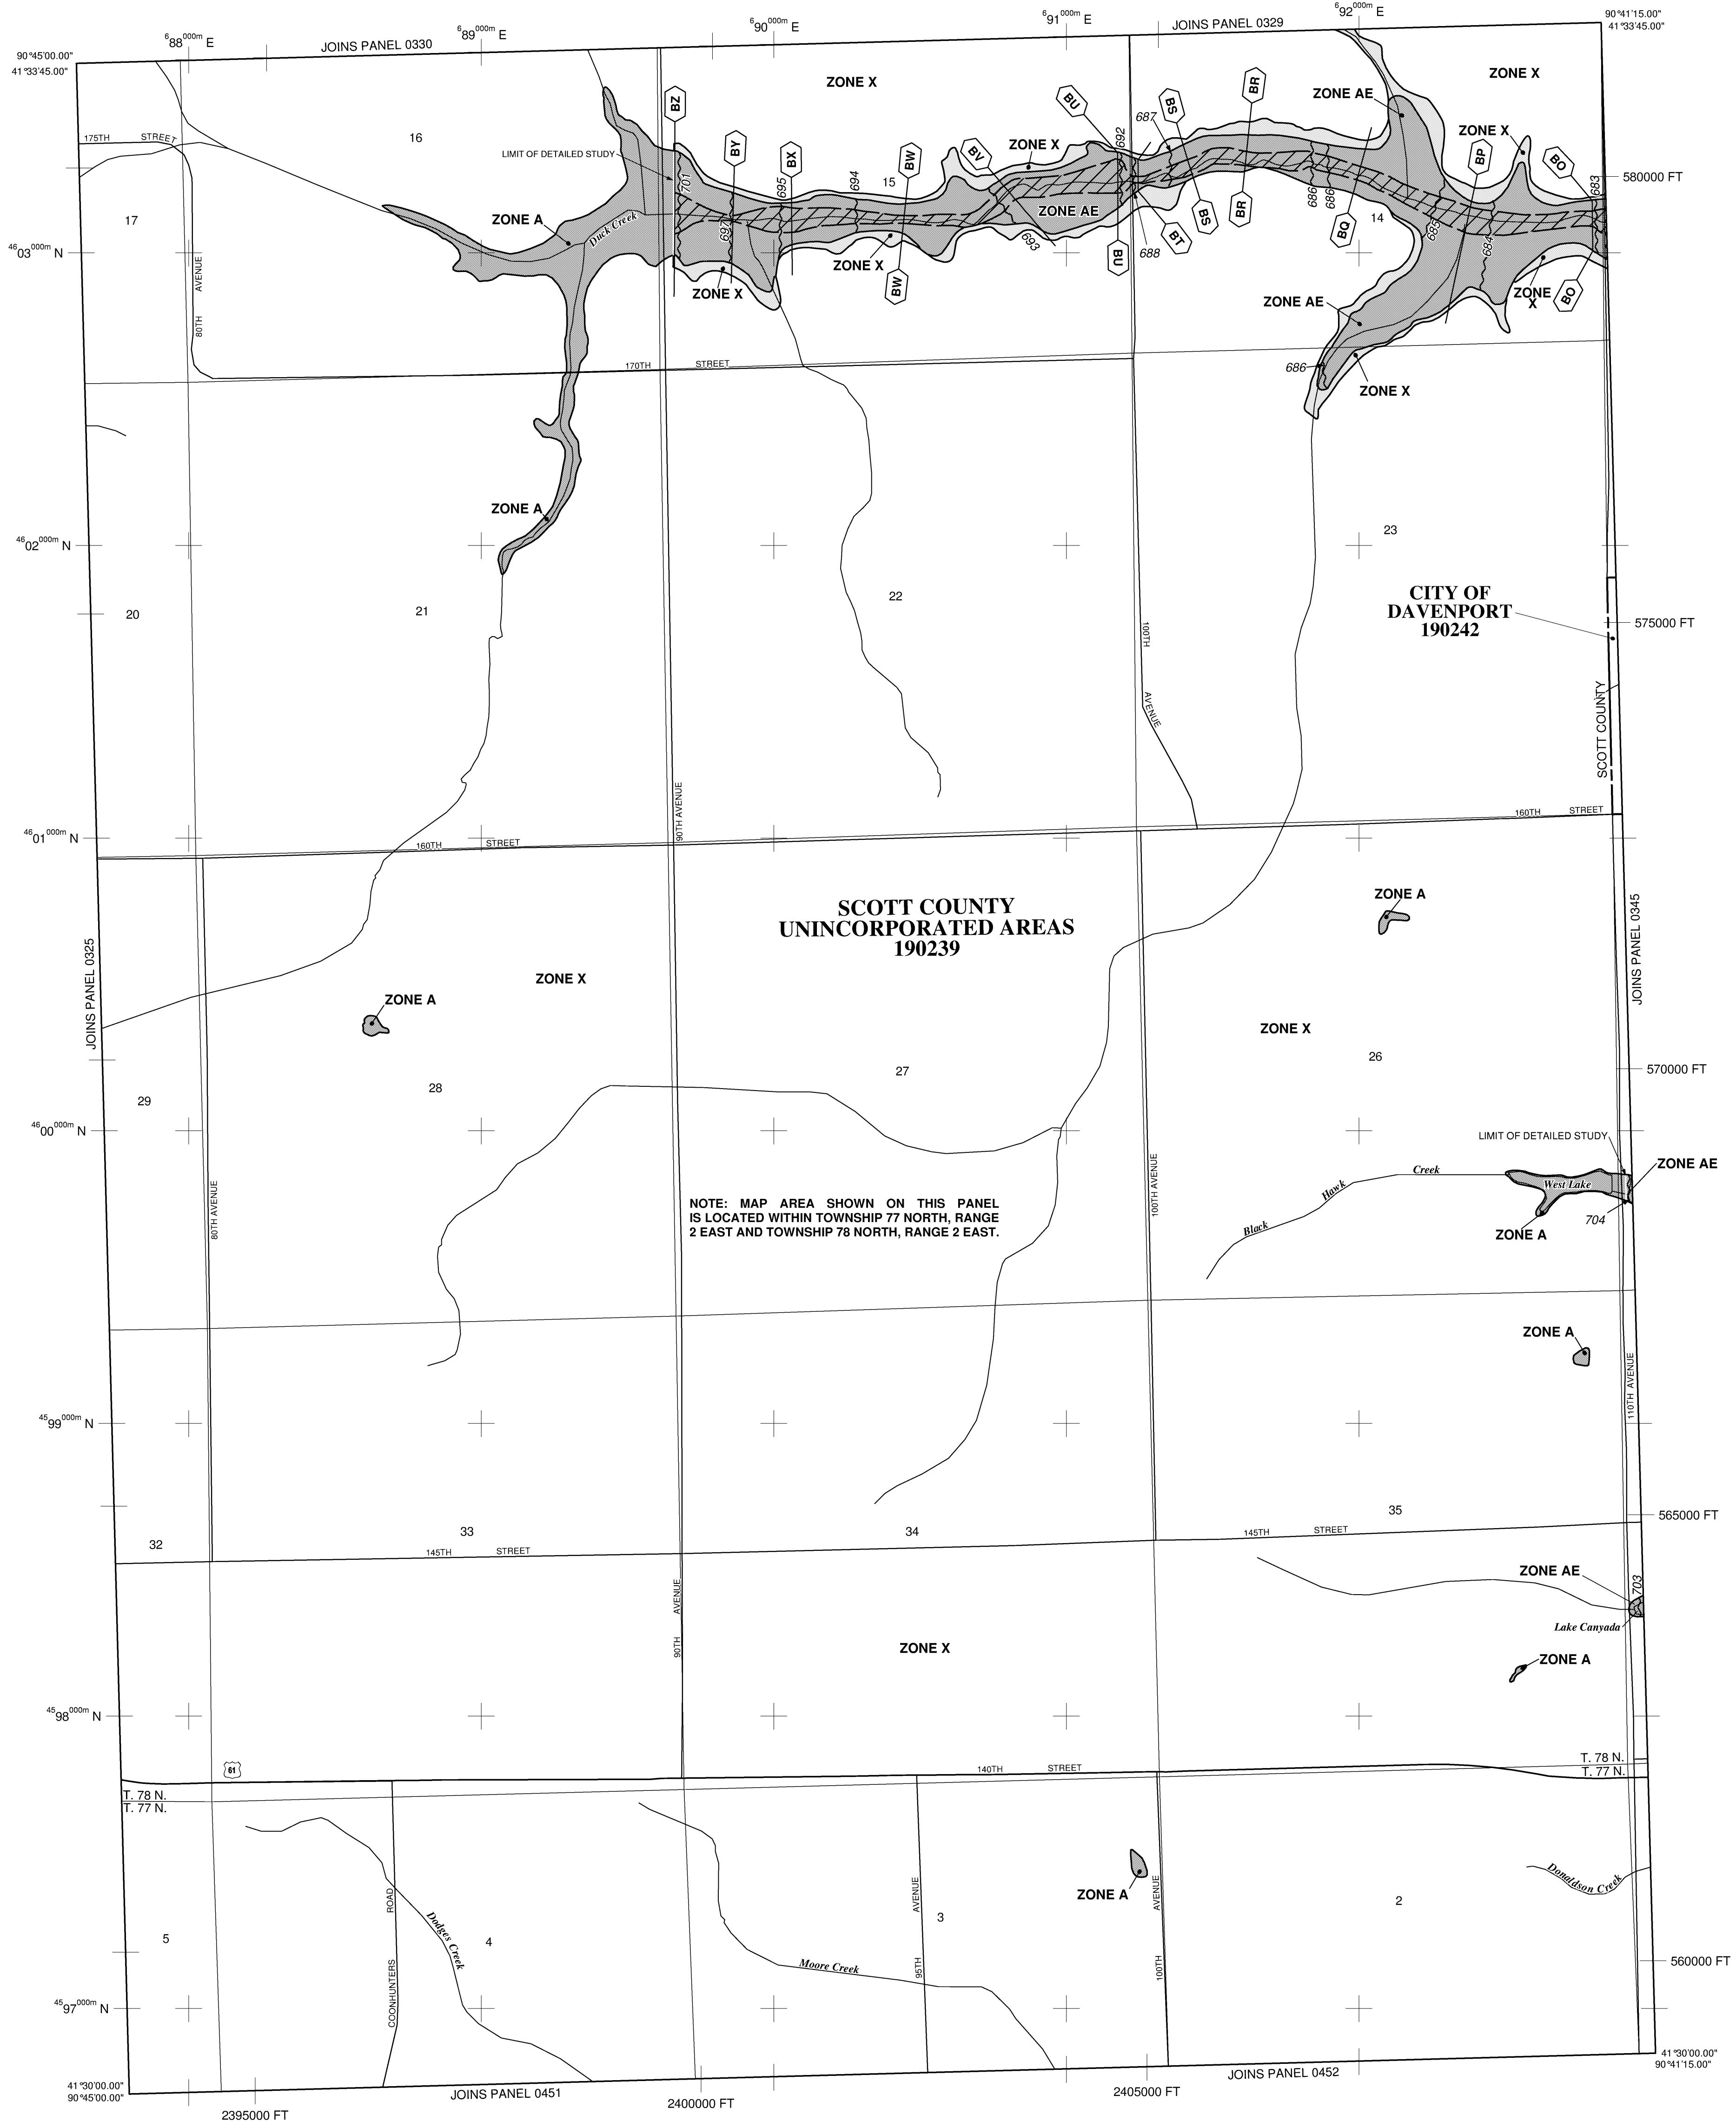 90°45'00.00"
41°33'45.00"
688000m E
JOINS PANEL 0330
689000m E
690000m E
691000m E
JOINS PANEL 0329
692000m E
90°41'15.00"
41°33'45.00"
ZONE X
ZONE X
BZ
BY
BX
BW
BV
BU
692
687
BS
BR
ZONE AE
ZONE X
BP
BO
683
16
175TH STREET
LIMIT OF DETAILED STUDY
701
695
694
15
ZONE X
580000 FT
17
ZONE A
Duck Creek
697
ZONE AE
686
686
14
685
684
BQ
BR
BS
BT
688
BU
693
4603000m N
80TH AVENUE
ZONE X
ZONE X
BW
ZONE AE
ZONE X
BO
170TH STREET
686
ZONE X
ZONE A
23
4602000m N
20
21
22
CITY OF
DAVENPORT
190242
575000 FT
100TH AVENUE
SCOTT COUNTY
90TH AVENUE
160TH STREET
4601000m N
160TH STREET
SCOTT COUNTY
UNINCORPORATED AREAS
190239
ZONE A
JOINS PANEL 0325
JOINS PANEL 0345
ZONE X
ZONE A
ZONE X
26
27
28
29
570000 FT
4600000m N
LIMIT OF DETAILED STUDY
ZONE AE
Black Hawk Creek
West Lake
704
ZONE A
80TH AVENUE
100TH AVENUE
NOTE: MAP AREA SHOWN ON THIS PANEL
IS LOCATED WITHIN TOWNSHIP 77 NORTH, RANGE
2 EAST AND TOWNSHIP 78 NORTH, RANGE 2 EAST.
ZONE A
110TH AVENUE
4599000m N
32
33
34
35
565000 FT
145TH STREET
145TH STREET
ZONE AE
703
Lake Canyada
90TH AVENUE
ZONE X
ZONE A
4598000m N
61
140TH STREET
T. 78 N.
T. 77 N.
T. 78 N.
T. 77 N.
ZONE A
Donaldson Creek
5
COONHUNTERS ROAD
Dodges Creek
4
Moore Creek
95TH AVENUE
3
100TH AVENUE
2
560000 FT
4597000m N
41°30'00.00"
90°45'00.00"
JOINS PANEL 0451
JOINS PANEL 0452
41°30'00.00"
90°41'15.00"
2395000 FT
2400000 FT
2405000 FT